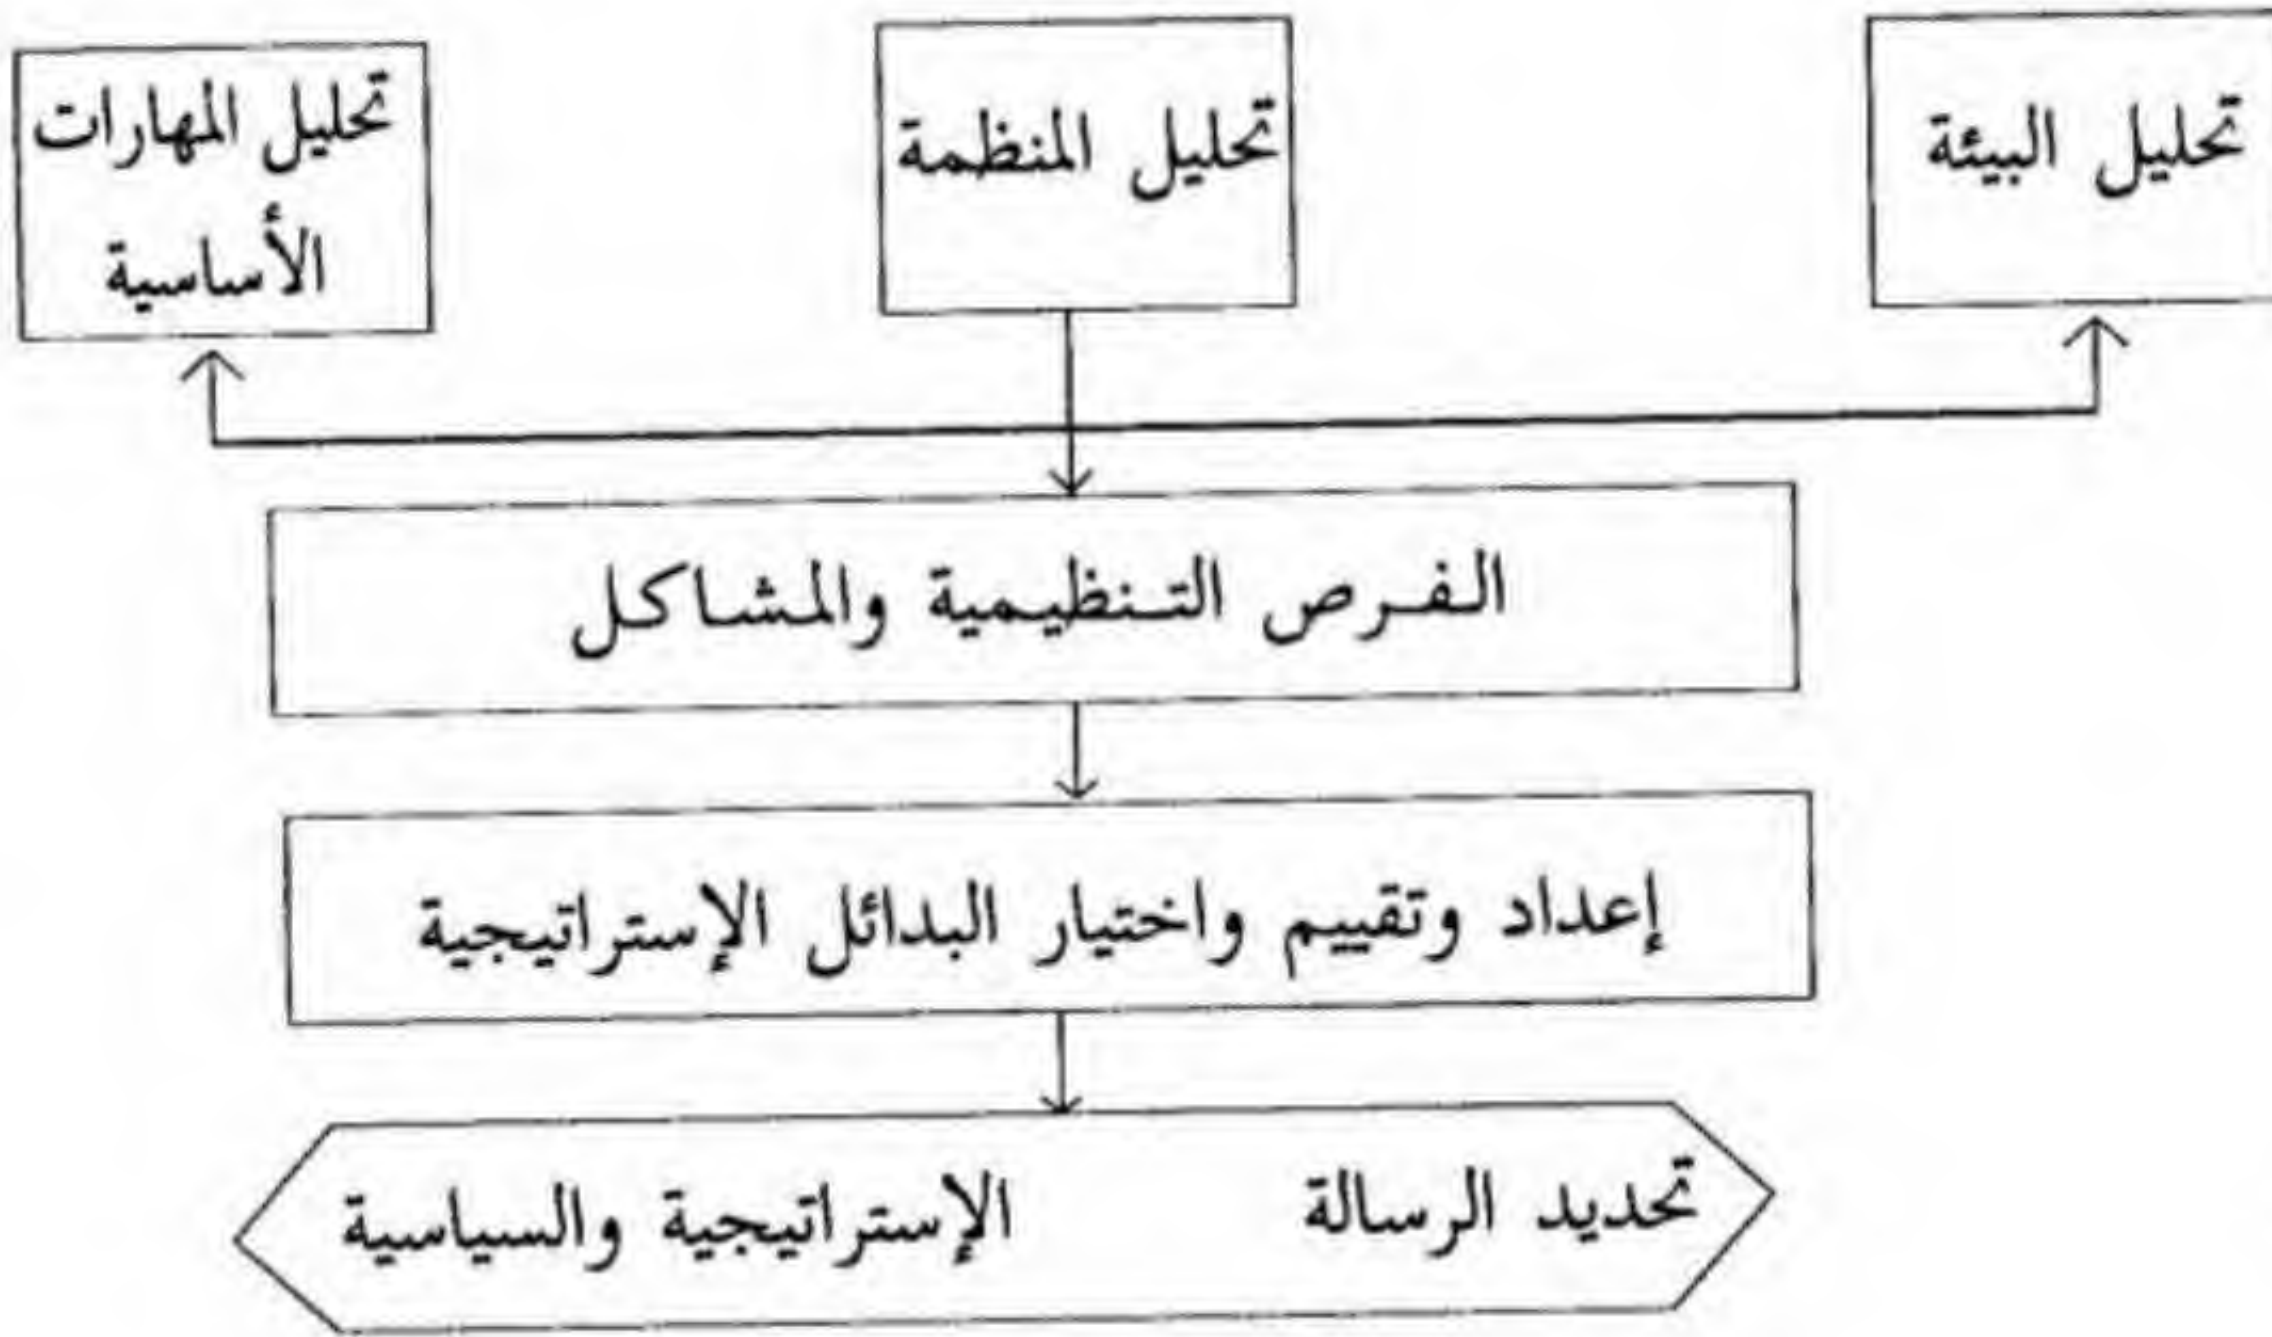 تحليل البيئة
تحليل المنظمة
تحليل المهارات
الأساسية
الفرص التنظيمية والمشاكل
إعداد وتقييم واختيار البدائل الإستراتيجية
تحديد الرسالة الإستراتيجية والسياسية